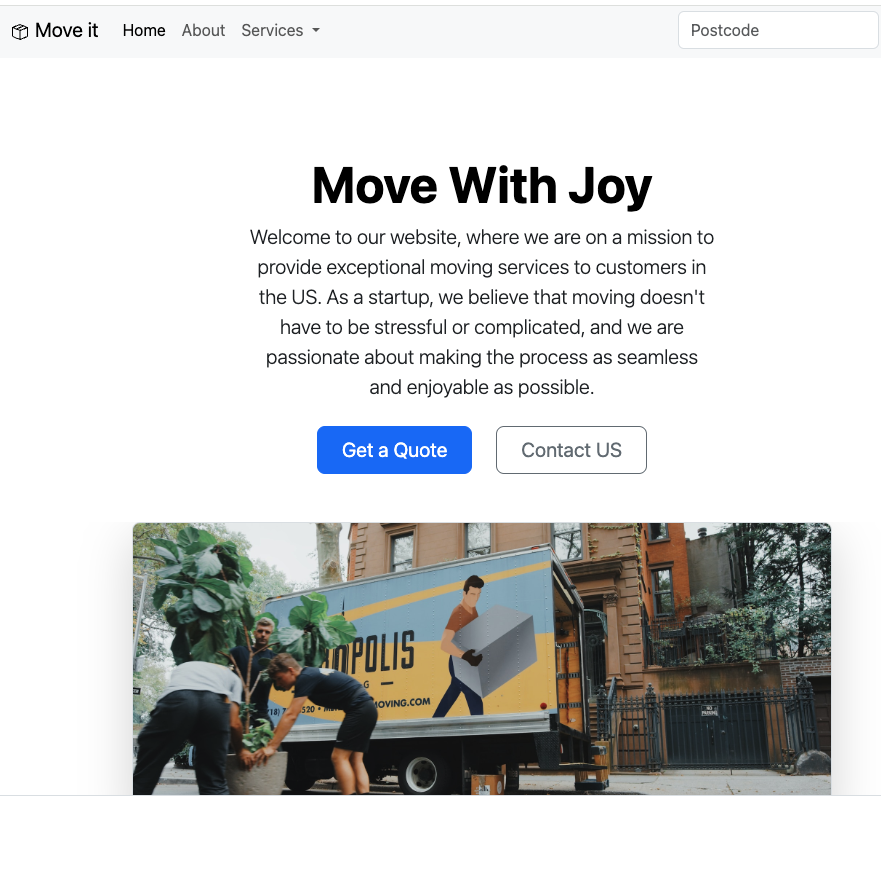 Move it Home About Services Postcode
Move With Joy
Welcome to our website, where we are on a mission to
provide exceptional moving services to customers in
the US. As a startup, we believe that moving doesn't
have to be stressful or complicated, and we are
passionate about making the process as seamless
and enjoyable as possible.
Get a Quote Contact US
OPOLIS
MOVING.COM
NO
PARKING